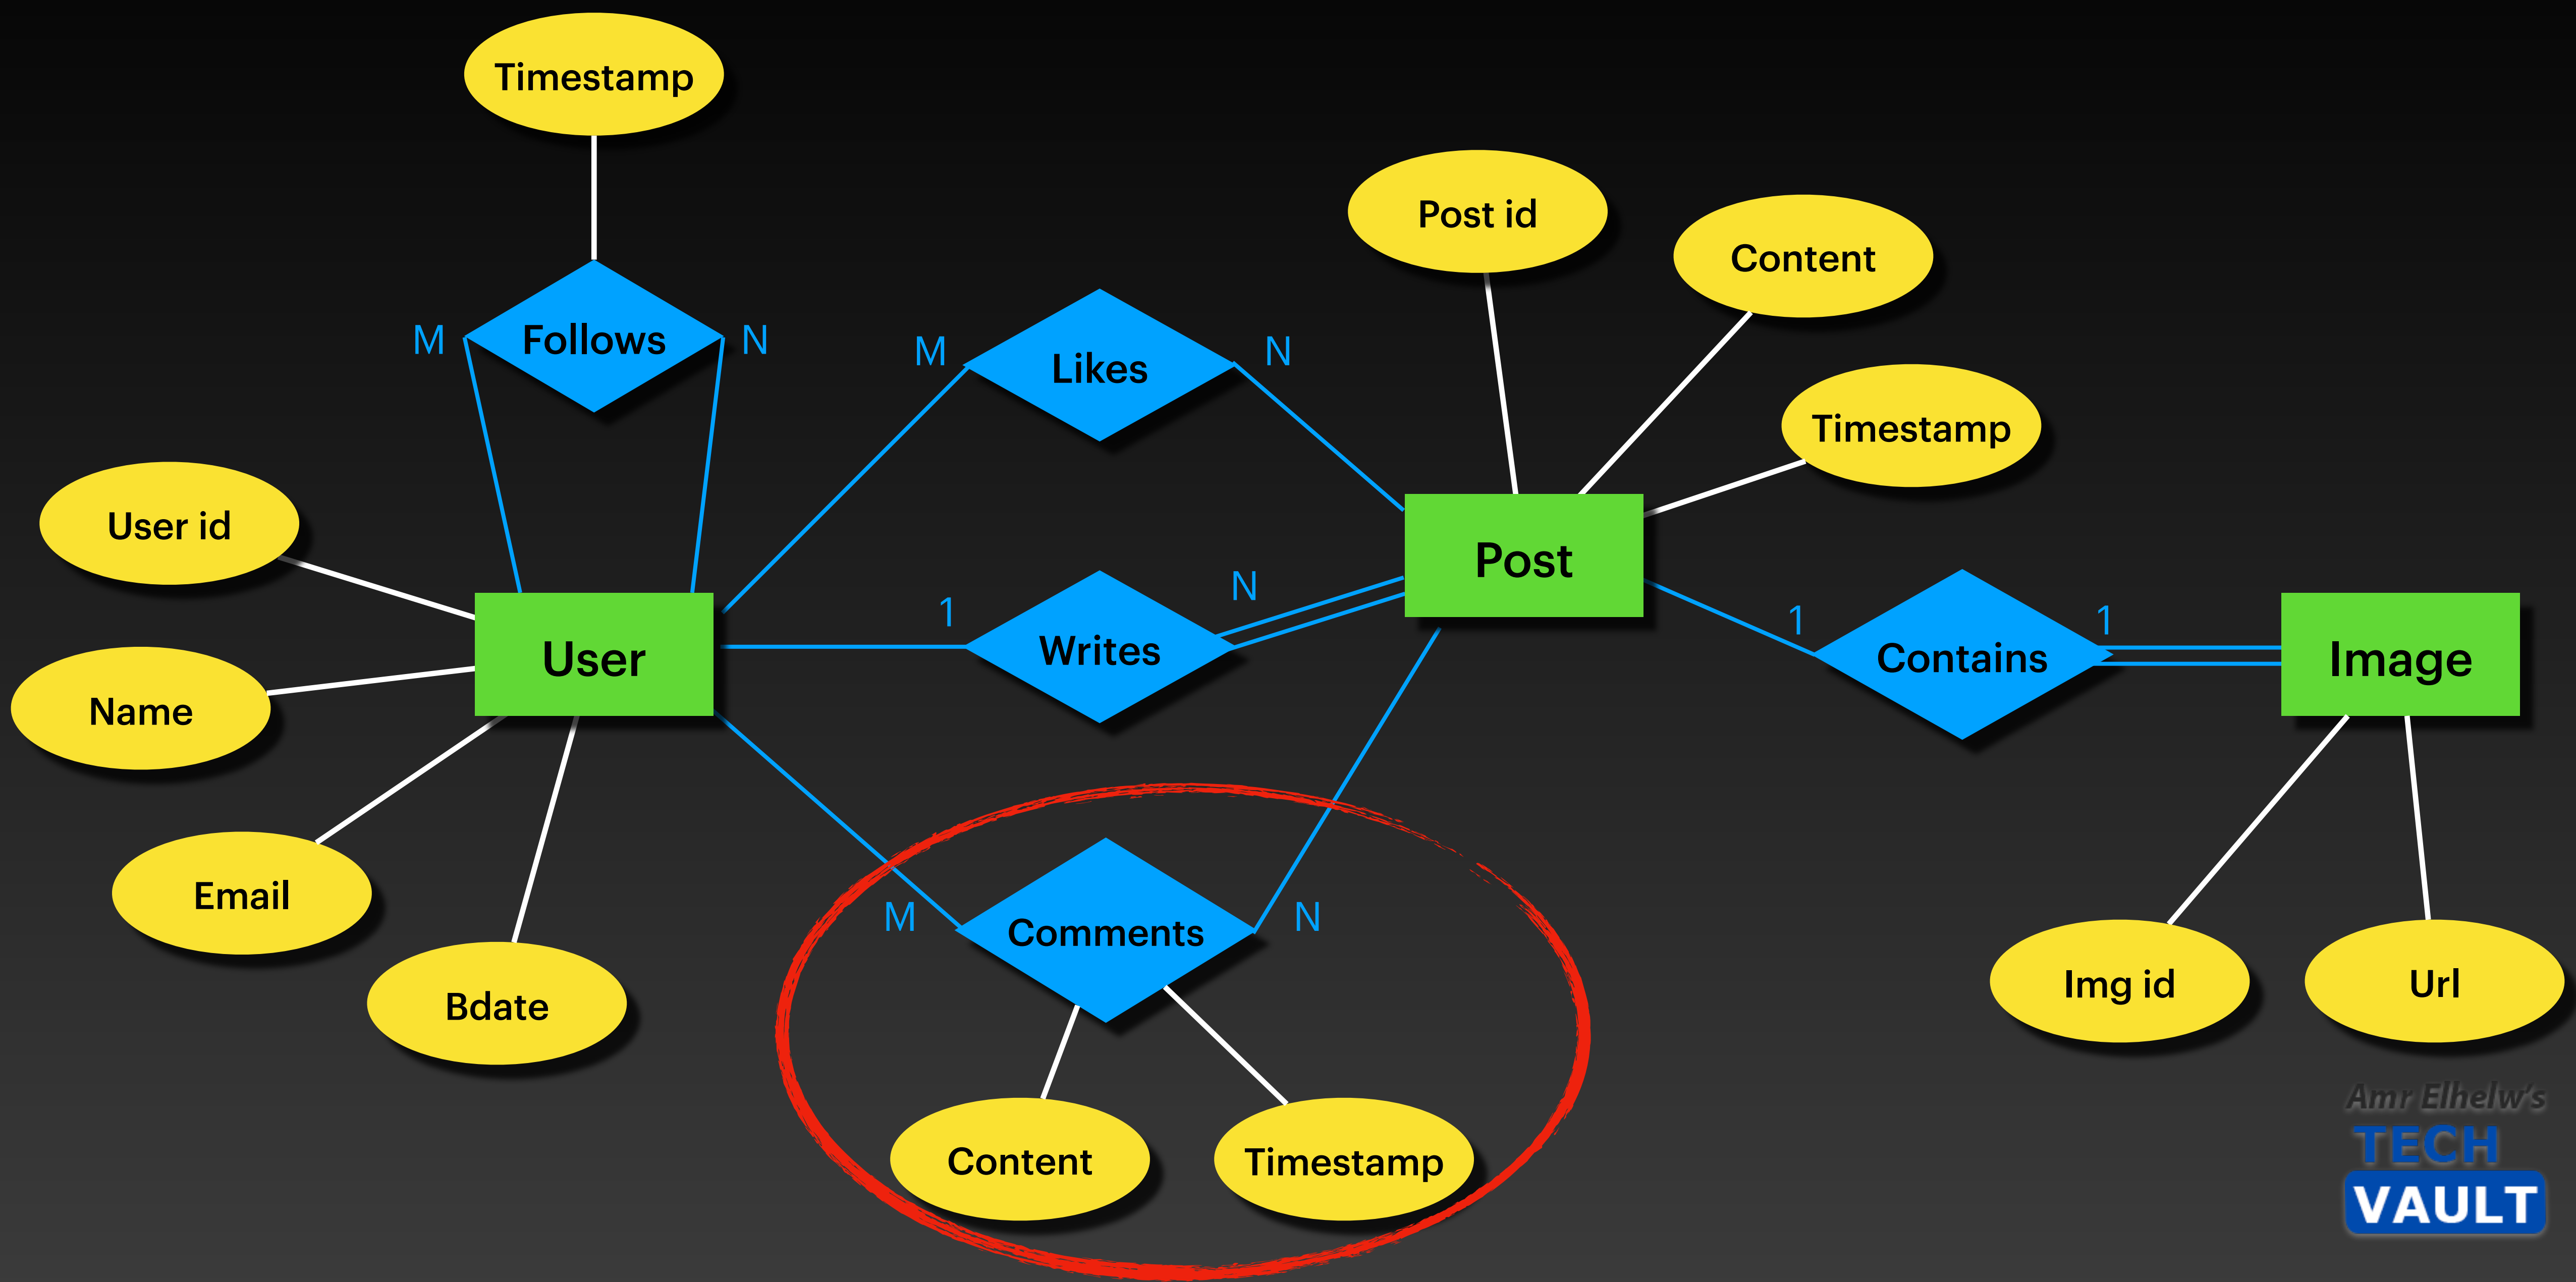 Timestamp
Follows
M
N
Likes
M
N
Post id
Content
Timestamp
User id
Name
Email
Bdate
User
1
Writes
N
Post
1
Contains
1
Image
M
Comments
N
Content
Timestamp
Img id
Url
Amr Elhelw's
TECH
VAULT